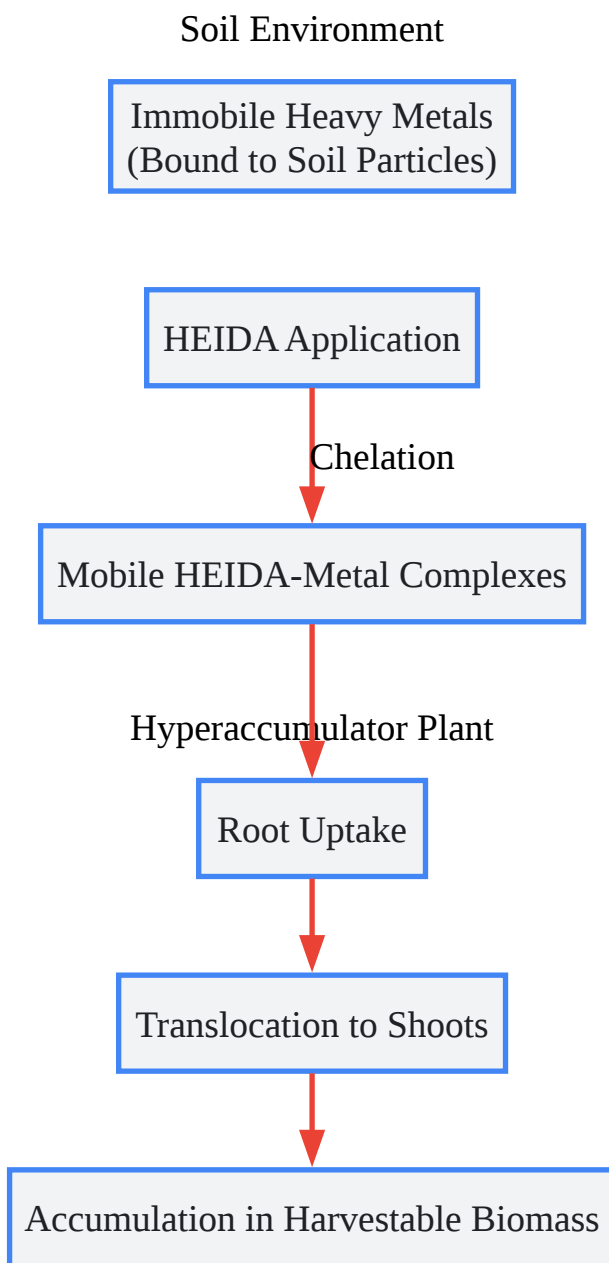 Soil Environment
Immobile Heavy Metals
(Bound to Soil Particles)
HEIDA Application
Chelation
Mobile HEIDA-Metal Complexes
Hyperaccumulator Plant
Root Uptake
Translocation to Shoots
Accumulation in Harvestable Biomass